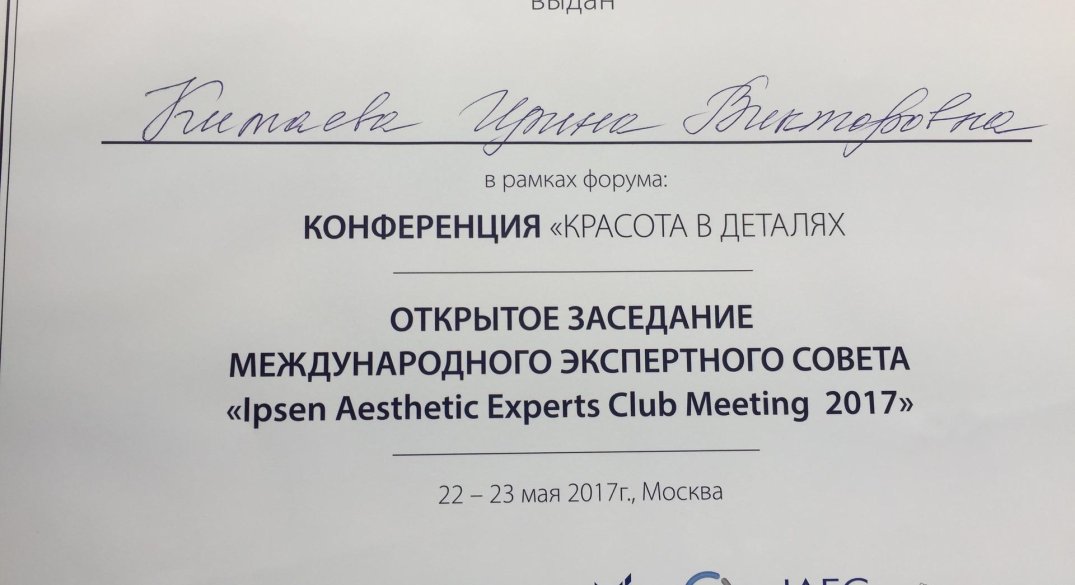 выдан
Китаева Ирина Викторовна
в рамках форума:
КОНФЕРЕНЦИЯ «КРАСОТА В ДЕТАЛЯХ
ОТКРЫТОЕ ЗАСЕДАНИЕ
МЕЖДУНАРОДНОГО ЭКСПЕРТНОГО СОВЕТА
«Ipsen Aesthetic Experts Club Meeting 2017»
22 – 23 мая 2017г., Москва